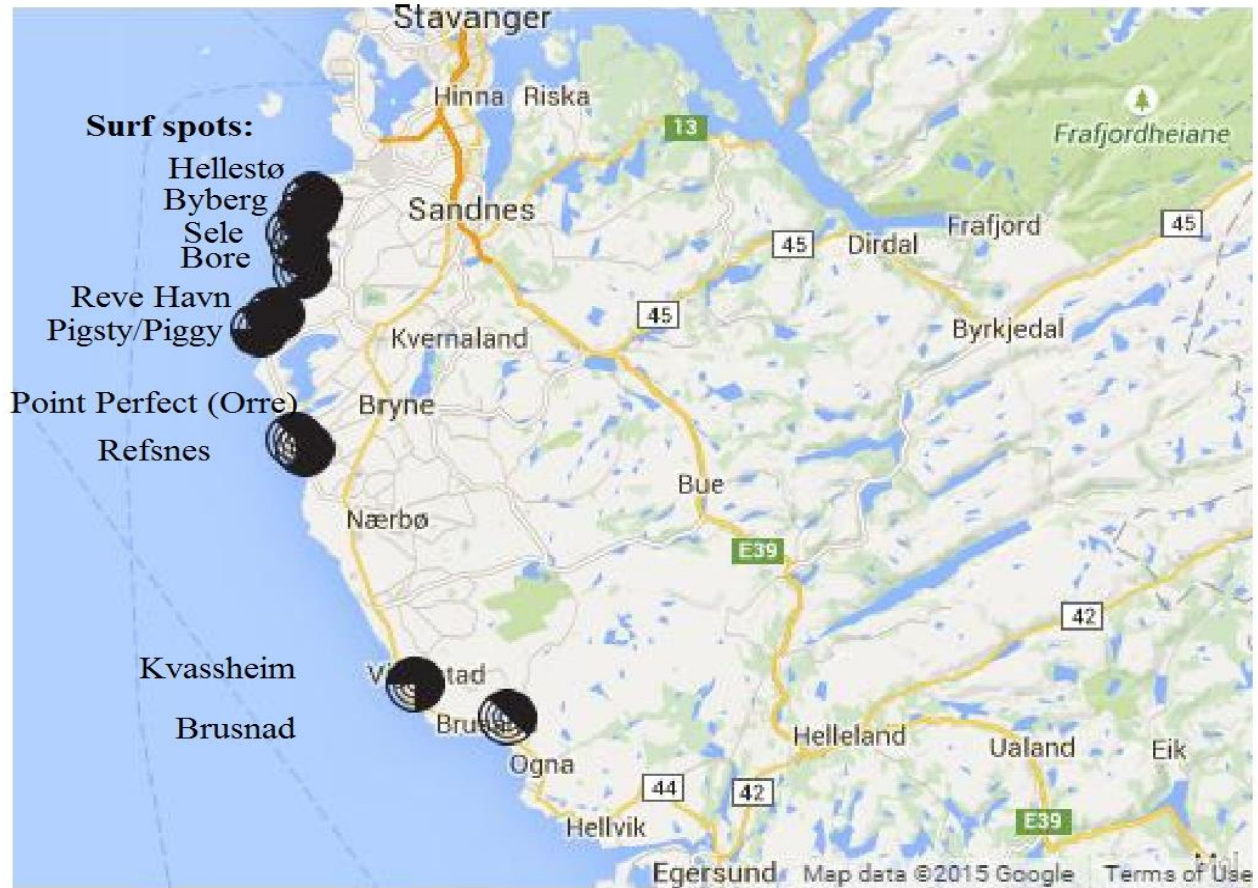 Stavanger
Hinna Riska
13
Frafjordheiane
Surf spots:
Hellestø
Byberg
Sele
Bore
Sandnes
45
Dirdal
Frafjord
45
Reve Havn
Pigsty/Piggy
Kvernaland
45
Byrkjedal
Point Perfect (Orre)
Bryne
Refsnes
Bue
Nærbø
E39
42
Kvassheim
Brusnad
Helleland
Ualand
Eik
Ogna
44
42
Hellvik
E39
Egersund
Map data ©2015 Google
Terms of Use